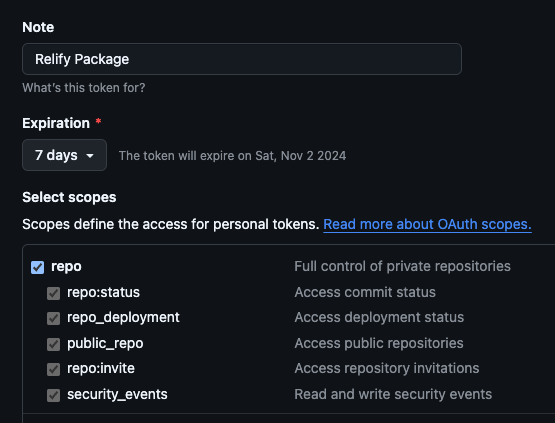 Note
Relify Package
What's this token for?
Expiration *
7 days The token will expire on Sat, Nov 2 2024
Select scopes
Scopes define the access for personal tokens. Read more about OAuth scopes.
repo Full control of private repositories
repo:status Access commit status
repo_deployment Access deployment status
public_repo Access public repositories
repo:invite Access repository invitations
security_events Read and write security events